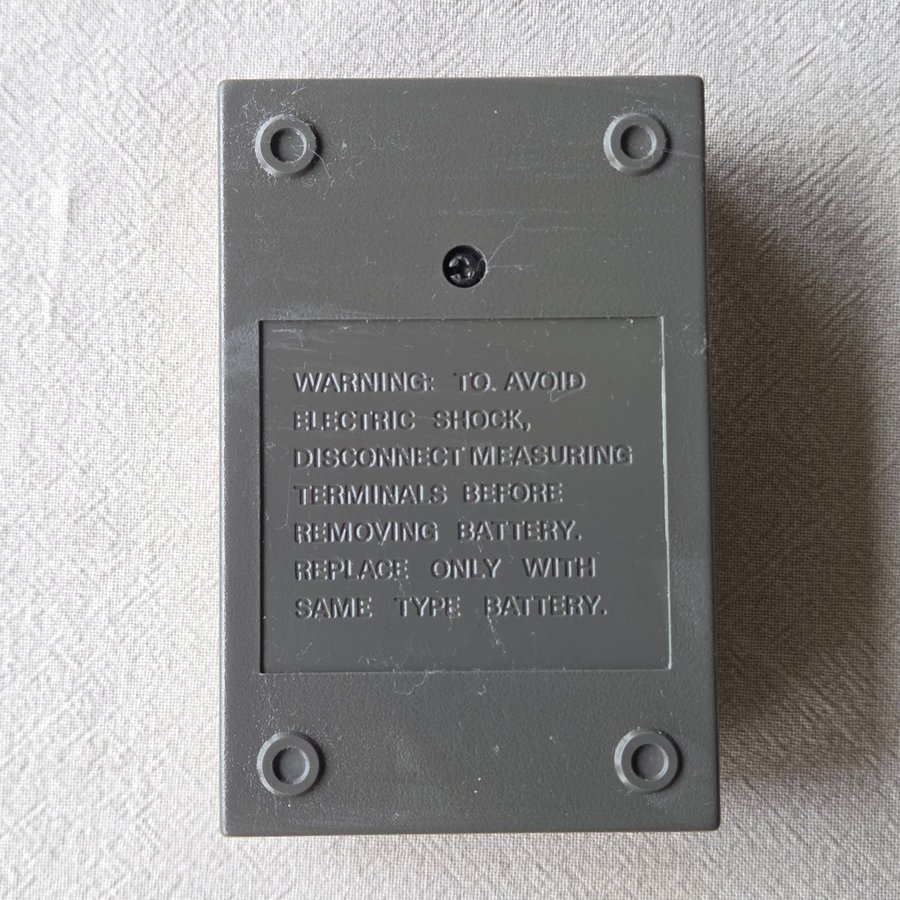 WARNING: TO AVOID
ELECTRIC SHOCK,
DISCONNECT MEASURING
TERMINALS BEFORE
REMOVING BATTERY.
REPLACE ONLY WITH
SAME TYPE BATTERY.